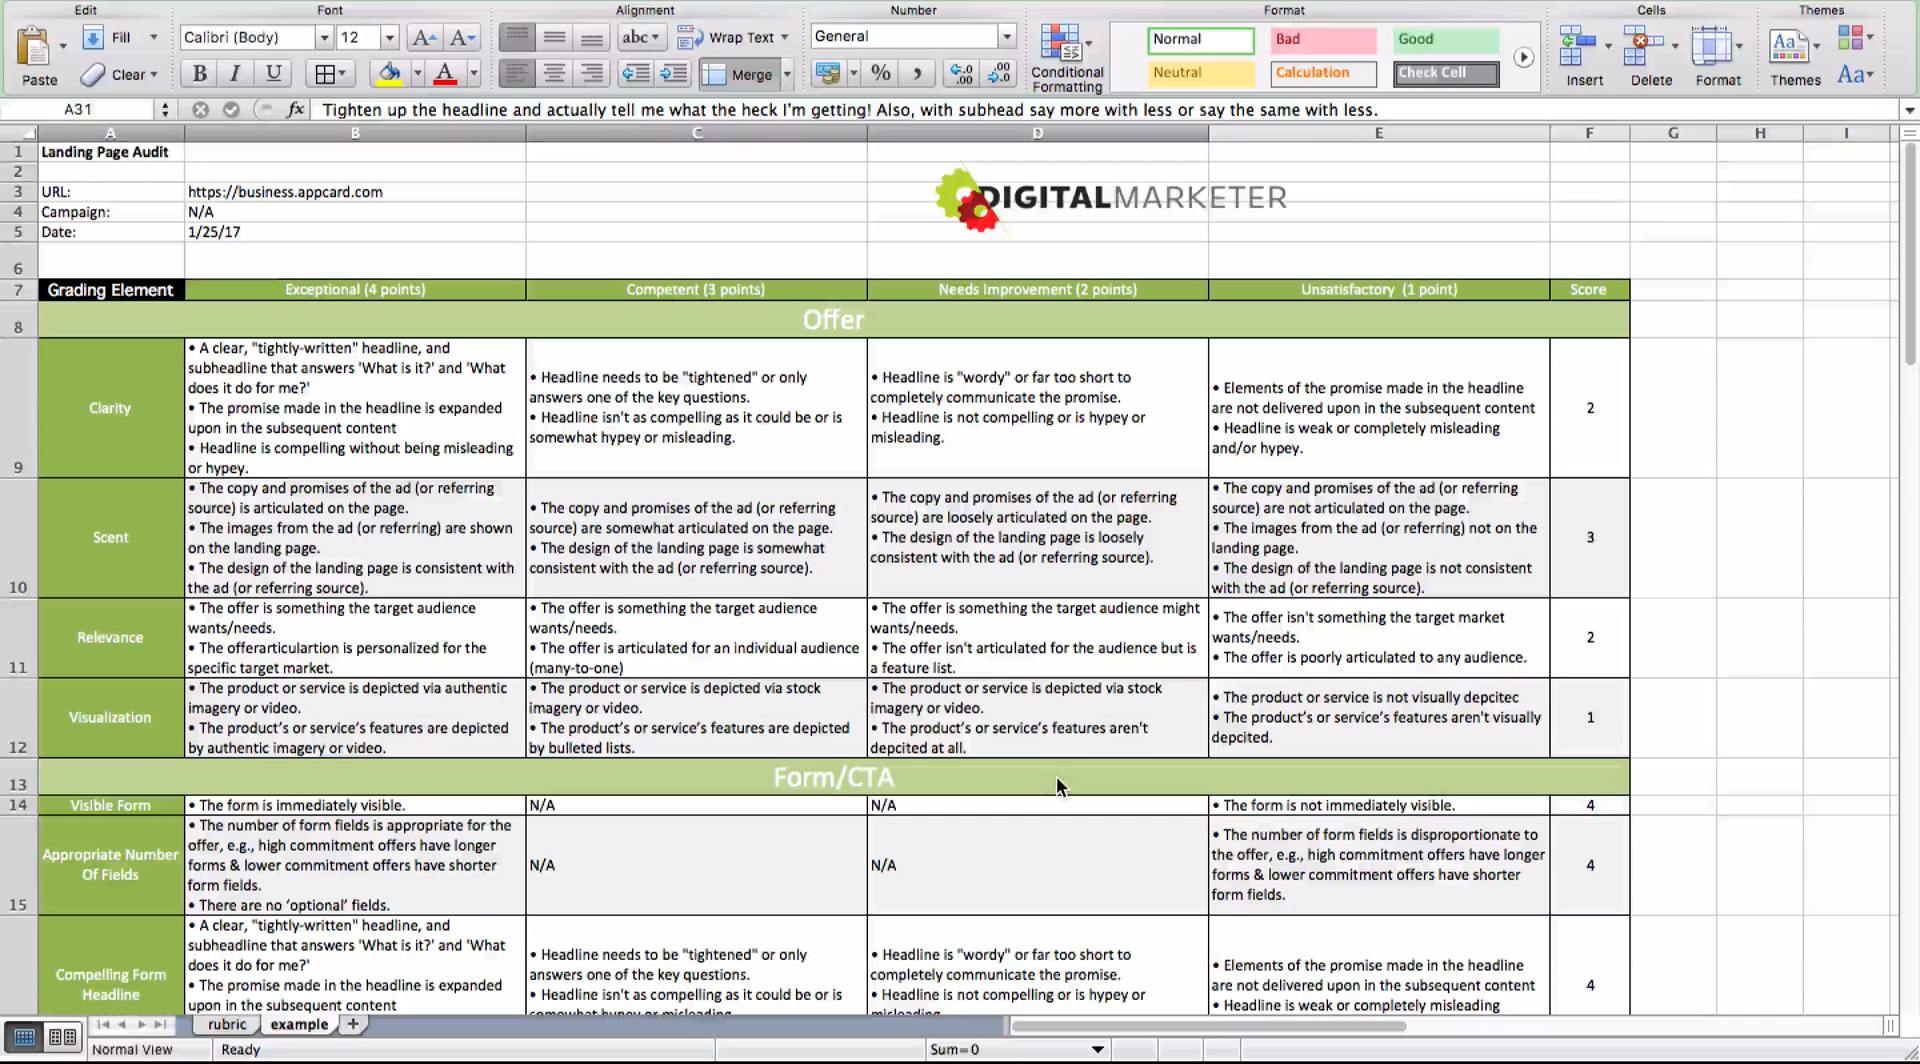 Edit Font Alignment Number Format Cells Themes
Fill Calibri (Body) 12 A A abc Wrap Text General Normal Bad Good
Paste Clear B I U A Merge % , Conditional Formatting Neutral Calculation Check Cell Insert Delete Format Themes Aa
A31 fx Tighten up the headline and actually tell me what the heck I'm getting! Also, with subhead say more with less or say the same with less.
A B C D E F G H I
1 Landing Page Audit
2
3 URL: https://business.appcard.com
DIGITALMARKETER
4 Campaign: N/A
5 Date: 1/25/17
6
7 Grading Element Exceptional (4 points) Competent (3 points) Needs Improvement (2 points) Unsatisfactory (1 point) Score
8 Offer
9 Clarity
• A clear, "tightly-written" headline, and
subheadline that answers 'What is it?' and 'What
does it do for me?'
• The promise made in the headline is expanded
upon in the subsequent content
• Headline is compelling without being misleading
or hypey.
• Headline needs to be "tightened" or only
answers one of the key questions.
• Headline isn't as compelling as it could be or is
somewhat hypey or misleading.
• Headline is "wordy" or far too short to
completely communicate the promise.
• Headline is not compelling or is hypey or
misleading.
• Elements of the promise made in the headline
are not delivered upon in the subsequent content
• Headline is weak or completely misleading
and/or hypey.
2
10 Scent
• The copy and promises of the ad (or referring
source) is articulated on the page.
• The images from the ad (or referring) are shown
on the landing page.
• The design of the landing page is consistent with
the ad (or referring source).
• The copy and promises of the ad (or referring
source) are somewhat articulated on the page.
• The design of the landing page is somewhat
consistent with the ad (or referring source).
• The copy and promises of the ad (or referring
source) are loosely articulated on the page.
• The design of the landing page is loosely
consistent with the ad (or referring source).
• The copy and promises of the ad (or referring
source) are not articulated on the page.
• The images from the ad (or referring) not on the
landing page.
• The design of the landing page is not consistent
with the ad (or referring source).
3
11 Relevance
• The offer is something the target audience
wants/needs.
• The offerarticulartion is personalized for the
specific target market.
• The offer is something the target audience
wants/needs.
• The offer is articulated for an individual audience
(many-to-one)
• The offer is something the target audience might
wants/needs.
• The offer isn't articulated for the audience but is
a feature list.
• The offer isn't something the target market
wants/needs.
• The offer is poorly articulated to any audience.
2
12 Visualization
• The product or service is depicted via authentic
imagery or video.
• The product's or service's features are depicted
by authentic imagery or video.
• The product or service is depicted via stock
imagery or video.
• The product's or service's features are depicted
by bulleted lists.
• The product or service is depicted via stock
imagery or video.
• The product's or service's features aren't
depcited at all.
• The product or service is not visually depcitec
• The product's or service's features aren't visually
depcited.
1
13 Form/CTA
14 Visible Form • The form is immediately visible. N/A N/A • The form is not immediately visible. 4
15 Appropriate Number
Of Fields
• The number of form fields is appropriate for the
offer, e.g., high commitment offers have longer
forms & lower commitment offers have shorter
form fields.
• There are no 'optional' fields.
N/A
N/A
• The number of form fields is disproportionate to
the offer, e.g., high commitment offers have longer
forms & lower commitment offers have shorter
form fields.
4
Compelling Form
Headline
• A clear, "tightly-written" headline, and
subheadline that answers 'What is it?' and 'What
does it do for me?'
• The promise made in the headline is expanded
upon in the subsequent content
• Headline needs to be "tightened" or only
answers one of the key questions.
• Headline isn't as compelling as it could be or is
somewhat hypey or misleading.
• Headline is "wordy" or far too short to
completely communicate the promise.
• Headline is not compelling or is hypey or
misleading.
• Elements of the promise made in the headline
are not delivered upon in the subsequent content
• Headline is weak or completely misleading
4
rubric example +
Normal View Ready Sum=0